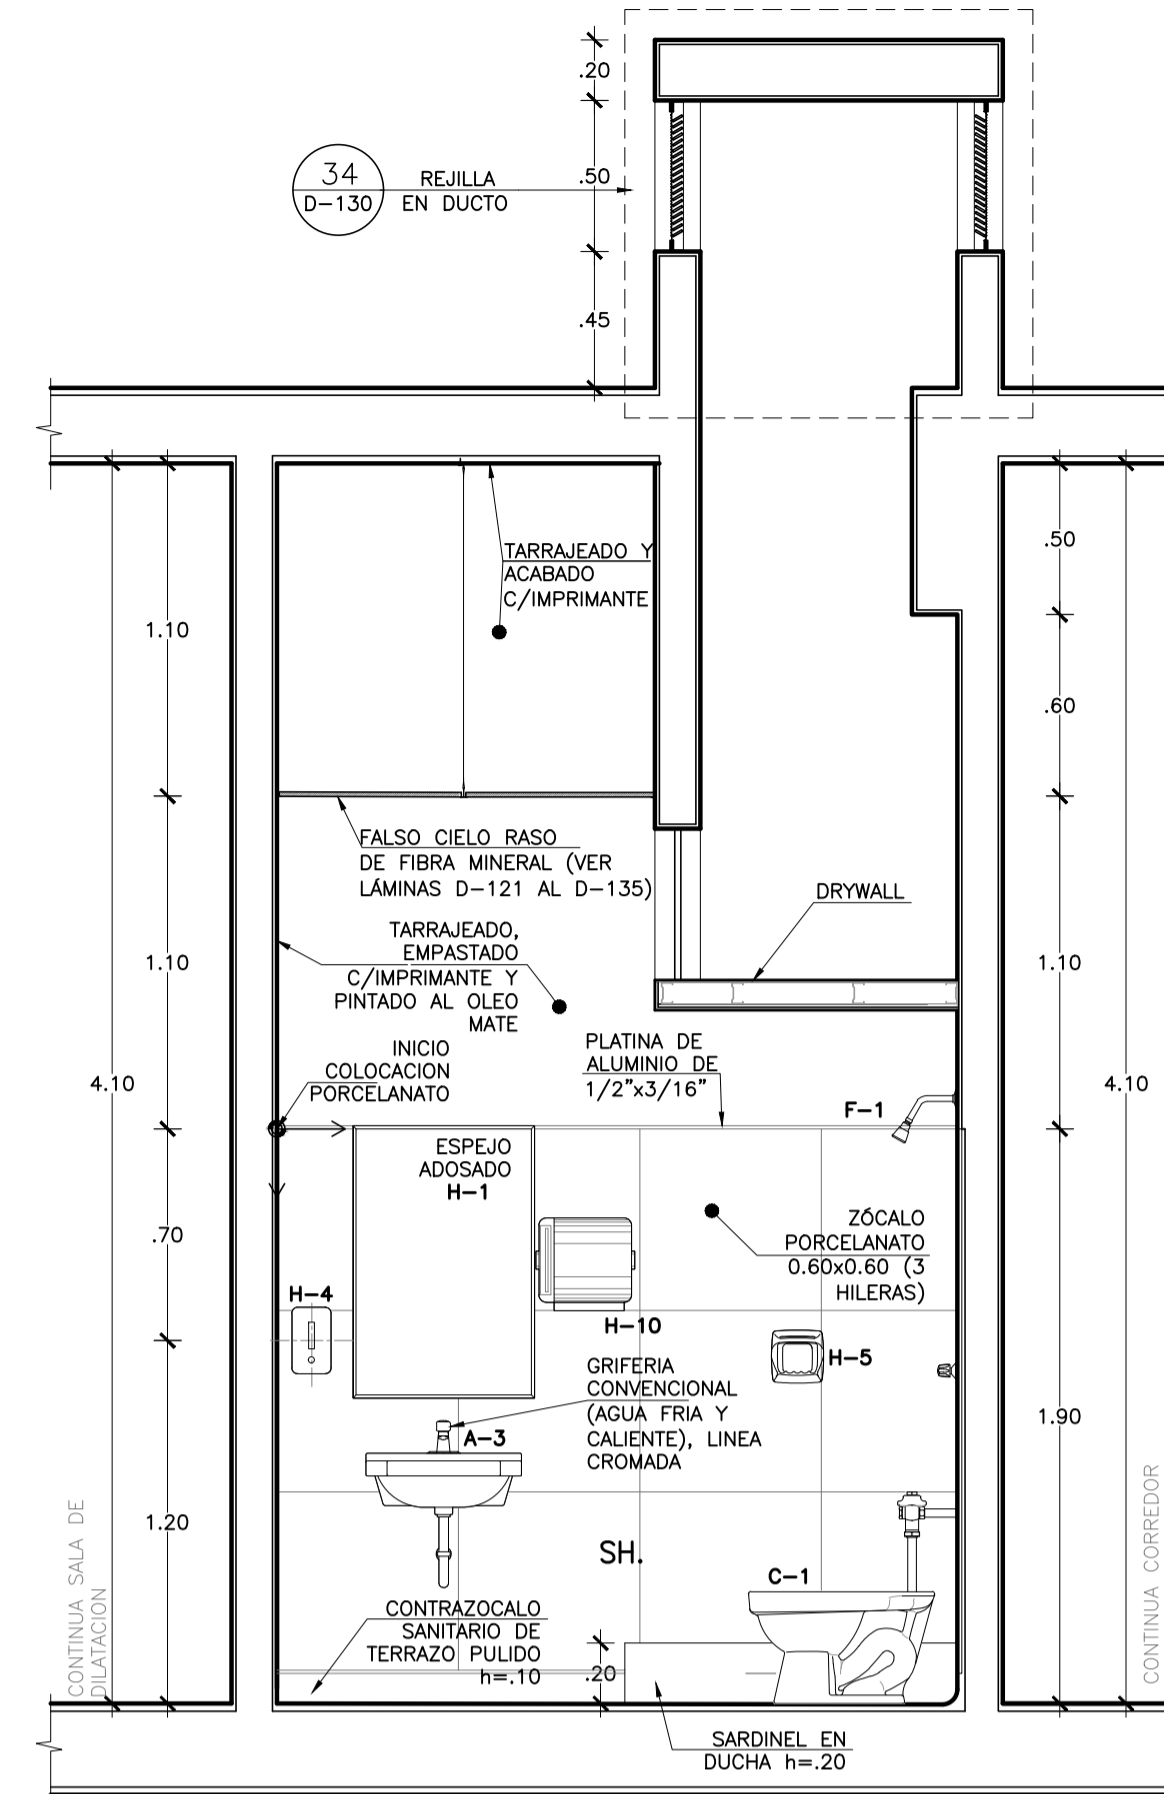 .20
34
D-130
REJILLA
EN DUCTO
.50
.45
TARRAJEADO Y
ACABADO
C/IMPRIMANTE
.50
1.10
.60
FALSO CIELO RASO
DE FIBRA MINERAL (VER
LÁMINAS D-121 AL D-135)
DRYWALL
TARRAJEADO,
EMPASTADO
C/IMPRIMANTE Y
PINTADO AL OLEO
MATE
1.10
1.10
INICIO
COLOCACION
PORCELANATO
PLATINA DE
ALUMINIO DE
1/2"x3/16"
4.10
4.10
F-1
ESPEJO
ADOSADO
H-1
ZÓCALO
PORCELANATO
0.60x0.60 (3
HILERAS)
.70
H-4
H-10
H-5
GRIFERIA
CONVENCIONAL
(AGUA FRIA Y
CALIENTE), LINEA
CROMADA
A-3
1.90
1.20
SH.
C-1
CONTINUA SALA DE
DILATACION
CONTINUA CORREDOR
CONTRAZOCALO
SANITARIO DE
TERRAZO PULIDO
h=.10
.20
SARDINEL EN
DUCHA h=.20